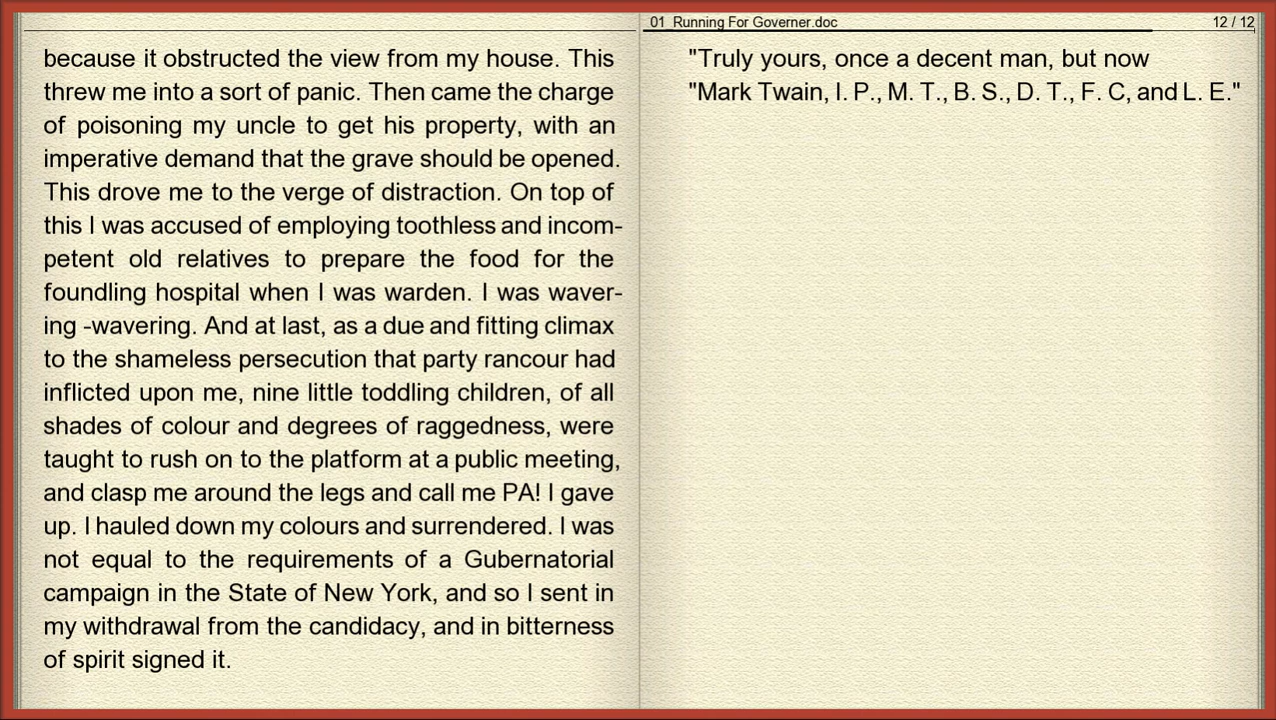 because it obstructed the view from my house. This
threw me into a sort of panic. Then came the charge
of poisoning my uncle to get his property, with an
imperative demand that the grave should be opened.
This drove me to the verge of distraction. On top of
this I was accused of employing toothless and incom-
petent old relatives to prepare the food for the
foundling hospital when I was warden. I was waver-
ing -wavering. And at last, as a due and fitting climax
to the shameless persecution that party rancour had
inflicted upon me, nine little toddling children, of all
shades of colour and degrees of raggedness, were
taught to rush on to the platform at a public meeting,
and clasp me around the legs and call me PA! I gave
up. I hauled down my colours and surrendered. I was
not equal to the requirements of a Gubernatorial
campaign in the State of New York, and so I sent in
my withdrawal from the candidacy, and in bitterness
of spirit signed it.
01_Running For Governer.doc 12 / 12
"Truly yours, once a decent man, but now
"Mark Twain, I. P., M. T., B. S., D. T., F. C, and L. E."